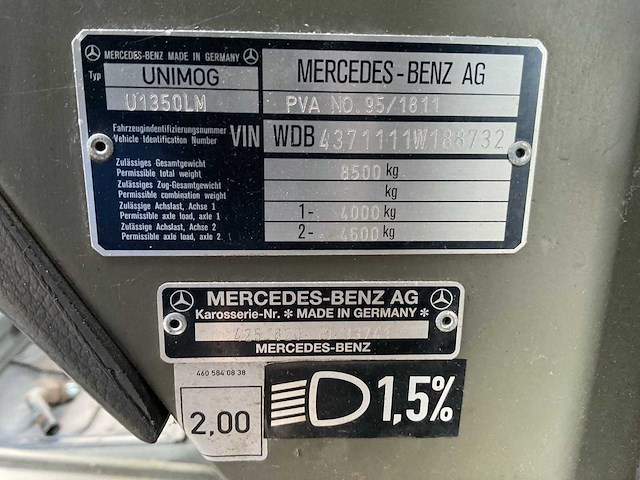 MERCEDES-BENZ MADE IN GERMANY
Typ UNIMOG MERCEDES-BENZ AG
U1350LM PVA NO. 95/1811
Fahrzeugindentifizierungsnummer
Vehicle Identification Number VIN WDB 4371111W188732
Zulässiges Gesamtgewicht
Permissible total weight 8500 kg
Zulässiges Zug-Gesamtgewicht
Permissible combination weight kg
Zulässige Achslast, Achse 1
Permissible axle load, axle 1 1- 4000 kg
Zulässige Achslast, Achse 2
Permissible axle load, axle 2 2- 4600 kg
MERCEDES-BENZ AG
Karosserie-Nr. * MADE IN GERMANY *
MERCEDES-BENZ
460 584 08 38
2,00
1,5%